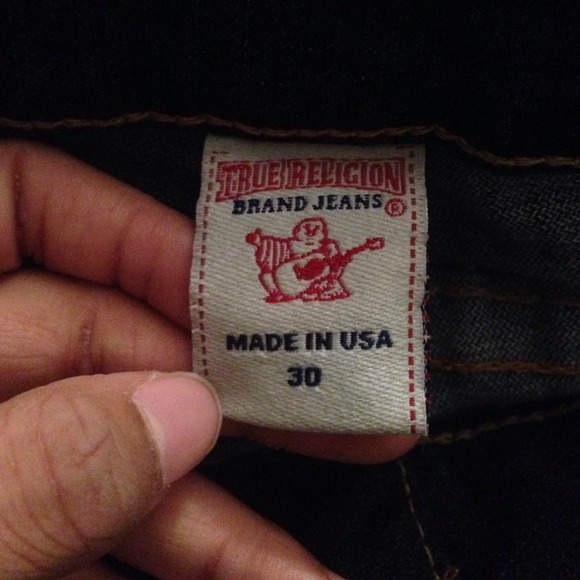 TRUE RELIGION
BRAND JEANS ®
MADE IN USA
30